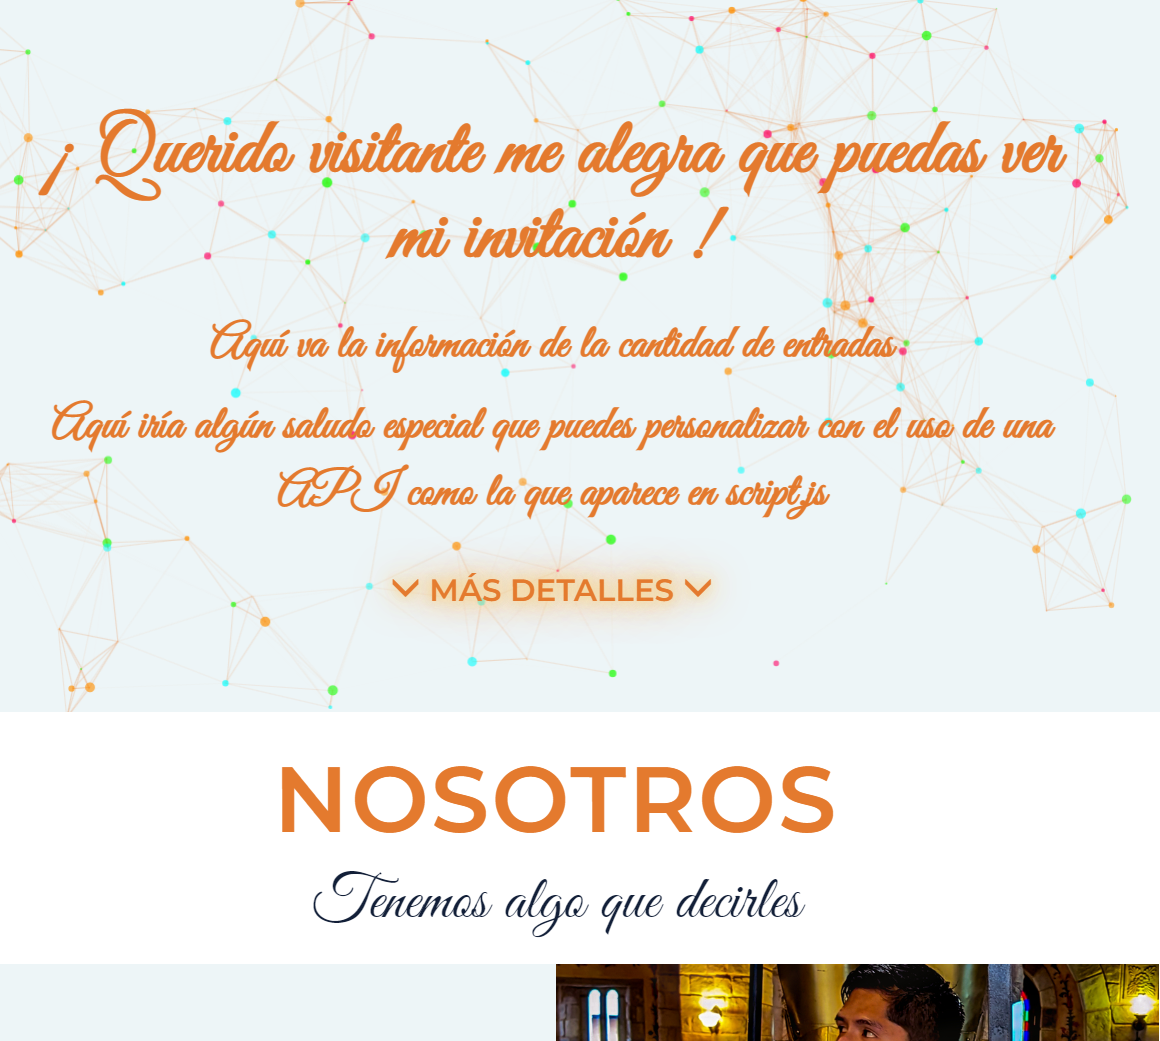 ¡ Querido visitante me alegra que puedas ver
mi invitación !
Aquí va la información de la cantidad de entradas
Aquí iría algún saludo especial que puedes personalizar con el uso de una
API como la que aparece en script.js
MÁS DETALLES
NOSOTROS
Tenemos algo que decirles